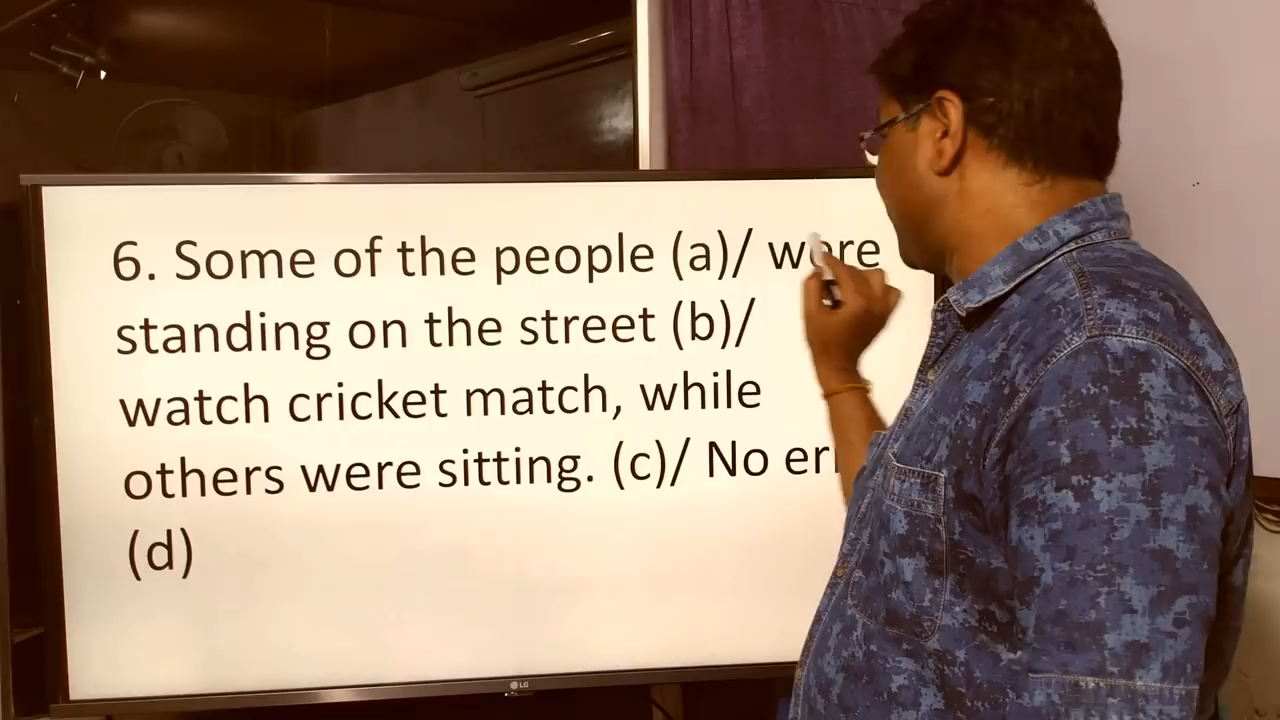 6. Some of the people (a)/ were
standing on the street (b)/
watch cricket match, while
others were sitting. (c)/ No
(d)
LG